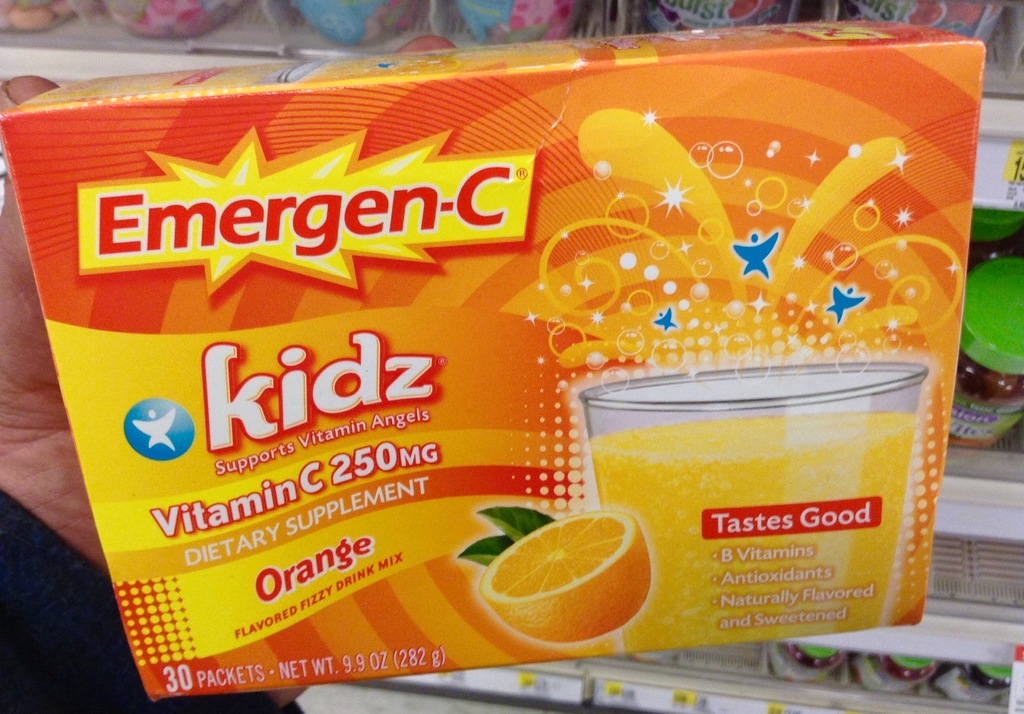 Emergen-C®
kidz®
Supports Vitamin Angels
Vitamin C 250MG
DIETARY SUPPLEMENT
Orange
FLAVORED FIZZY DRINK MIX
30 PACKETS • NET WT. 9.9 OZ (282 g)
Tastes Good
• B Vitamins
• Antioxidants
• Naturally Flavored
and Sweetened